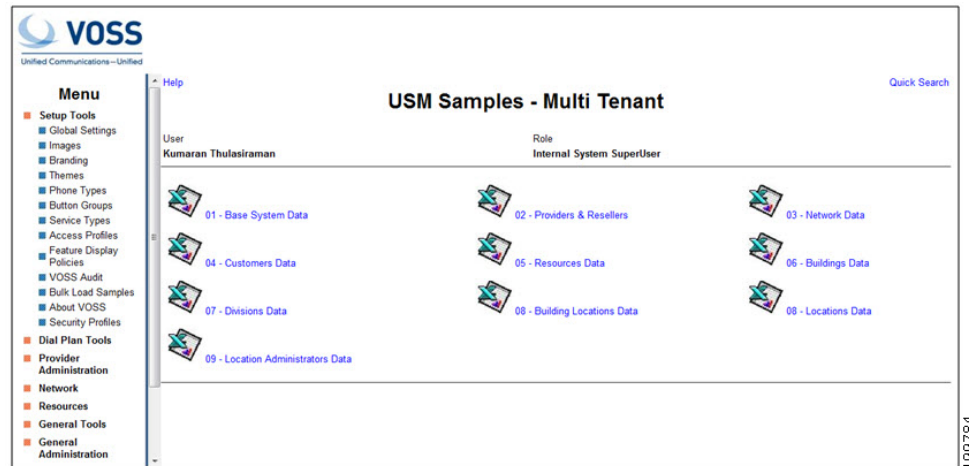 VOSS
Unified Communications—Unified
Menu
Setup Tools
Global Settings
Images
Branding
Themes
Phone Types
Button Groups
Service Types
Access Profiles
Feature Display
Policies
VOSS Audit
Bulk Load Samples
About VOSS
Security Profiles
Dial Plan Tools
Provider
Administration
Network
Resources
General Tools
General
Administration
Help
Quick Search
USM Samples - Multi Tenant
User
Role
Kumaran Thulasiraman
Internal System SuperUser
01 - Base System Data
02 - Providers & Resellers
03 - Network Data
04 - Customers Data
05 - Resources Data
06 - Buildings Data
07 - Divisions Data
08 - Building Locations Data
08 - Locations Data
09 - Location Administrators Data